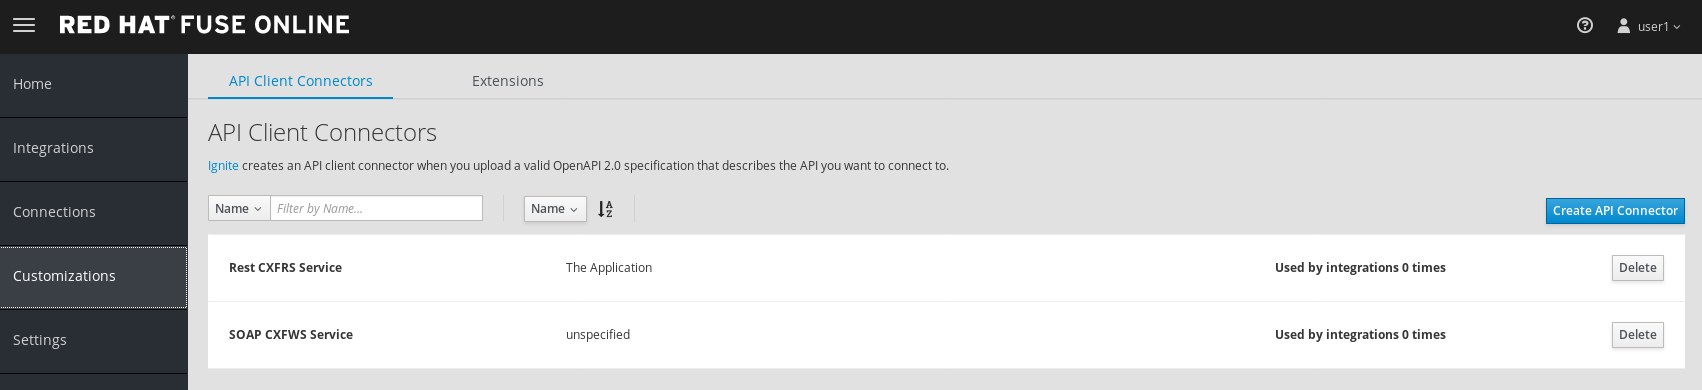 RED HAT® FUSE ONLINE
user1
Home
Integrations
Connections
Customizations
Settings
API Client Connectors
Extensions
API Client Connectors
Ignite creates an API client connector when you upload a valid OpenAPI 2.0 specification that describes the API you want to connect to.
Name
Filter by Name...
Name
A
Z
Create API Connector
Rest CXFRS Service
The Application
Used by integrations 0 times
Delete
SOAP CXFWS Service
unspecified
Used by integrations 0 times
Delete